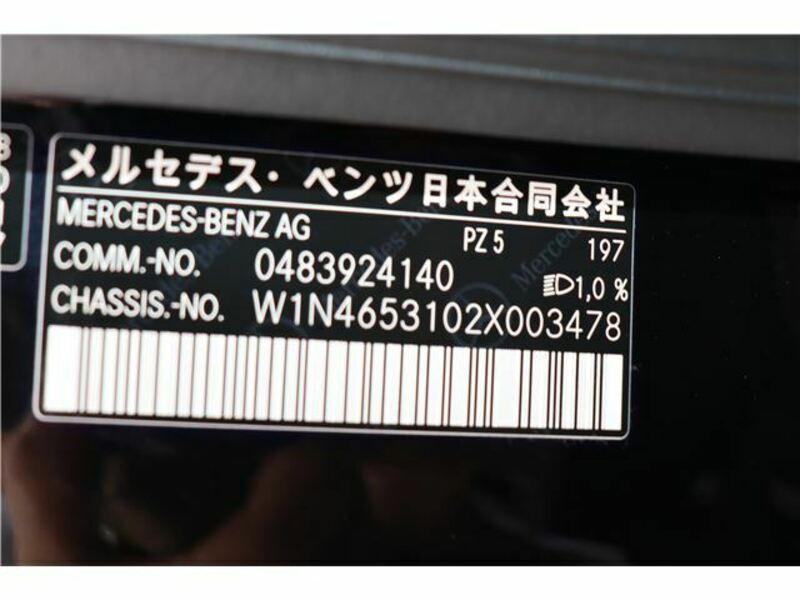 メルセデス・ベンツ日本合同会社
MERCEDES-BENZ AG
PZ 5 197
COMM.-NO. 0483924140 1,0 %
CHASSIS.-NO. W1N4653102X003478